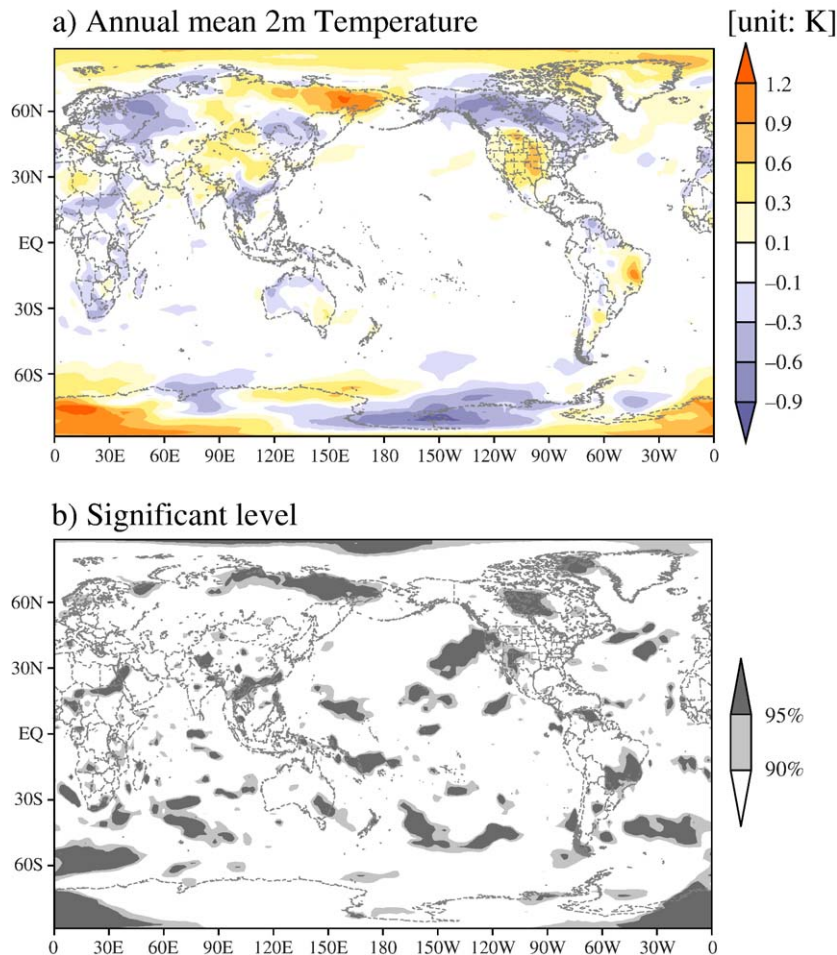 a) Annual mean 2m Temperature [unit: K]
60N
30N
EQ
30S
60S
0 30E 60E 90E 120E 150E 180 150W 120W 90W 60W 30W 0
1.2
0.9
0.6
0.3
0.1
–0.1
–0.3
–0.6
–0.9
b) Significant level
60N
30N
EQ
30S
60S
0 30E 60E 90E 120E 150E 180 150W 120W 90W 60W 30W 0
95%
90%